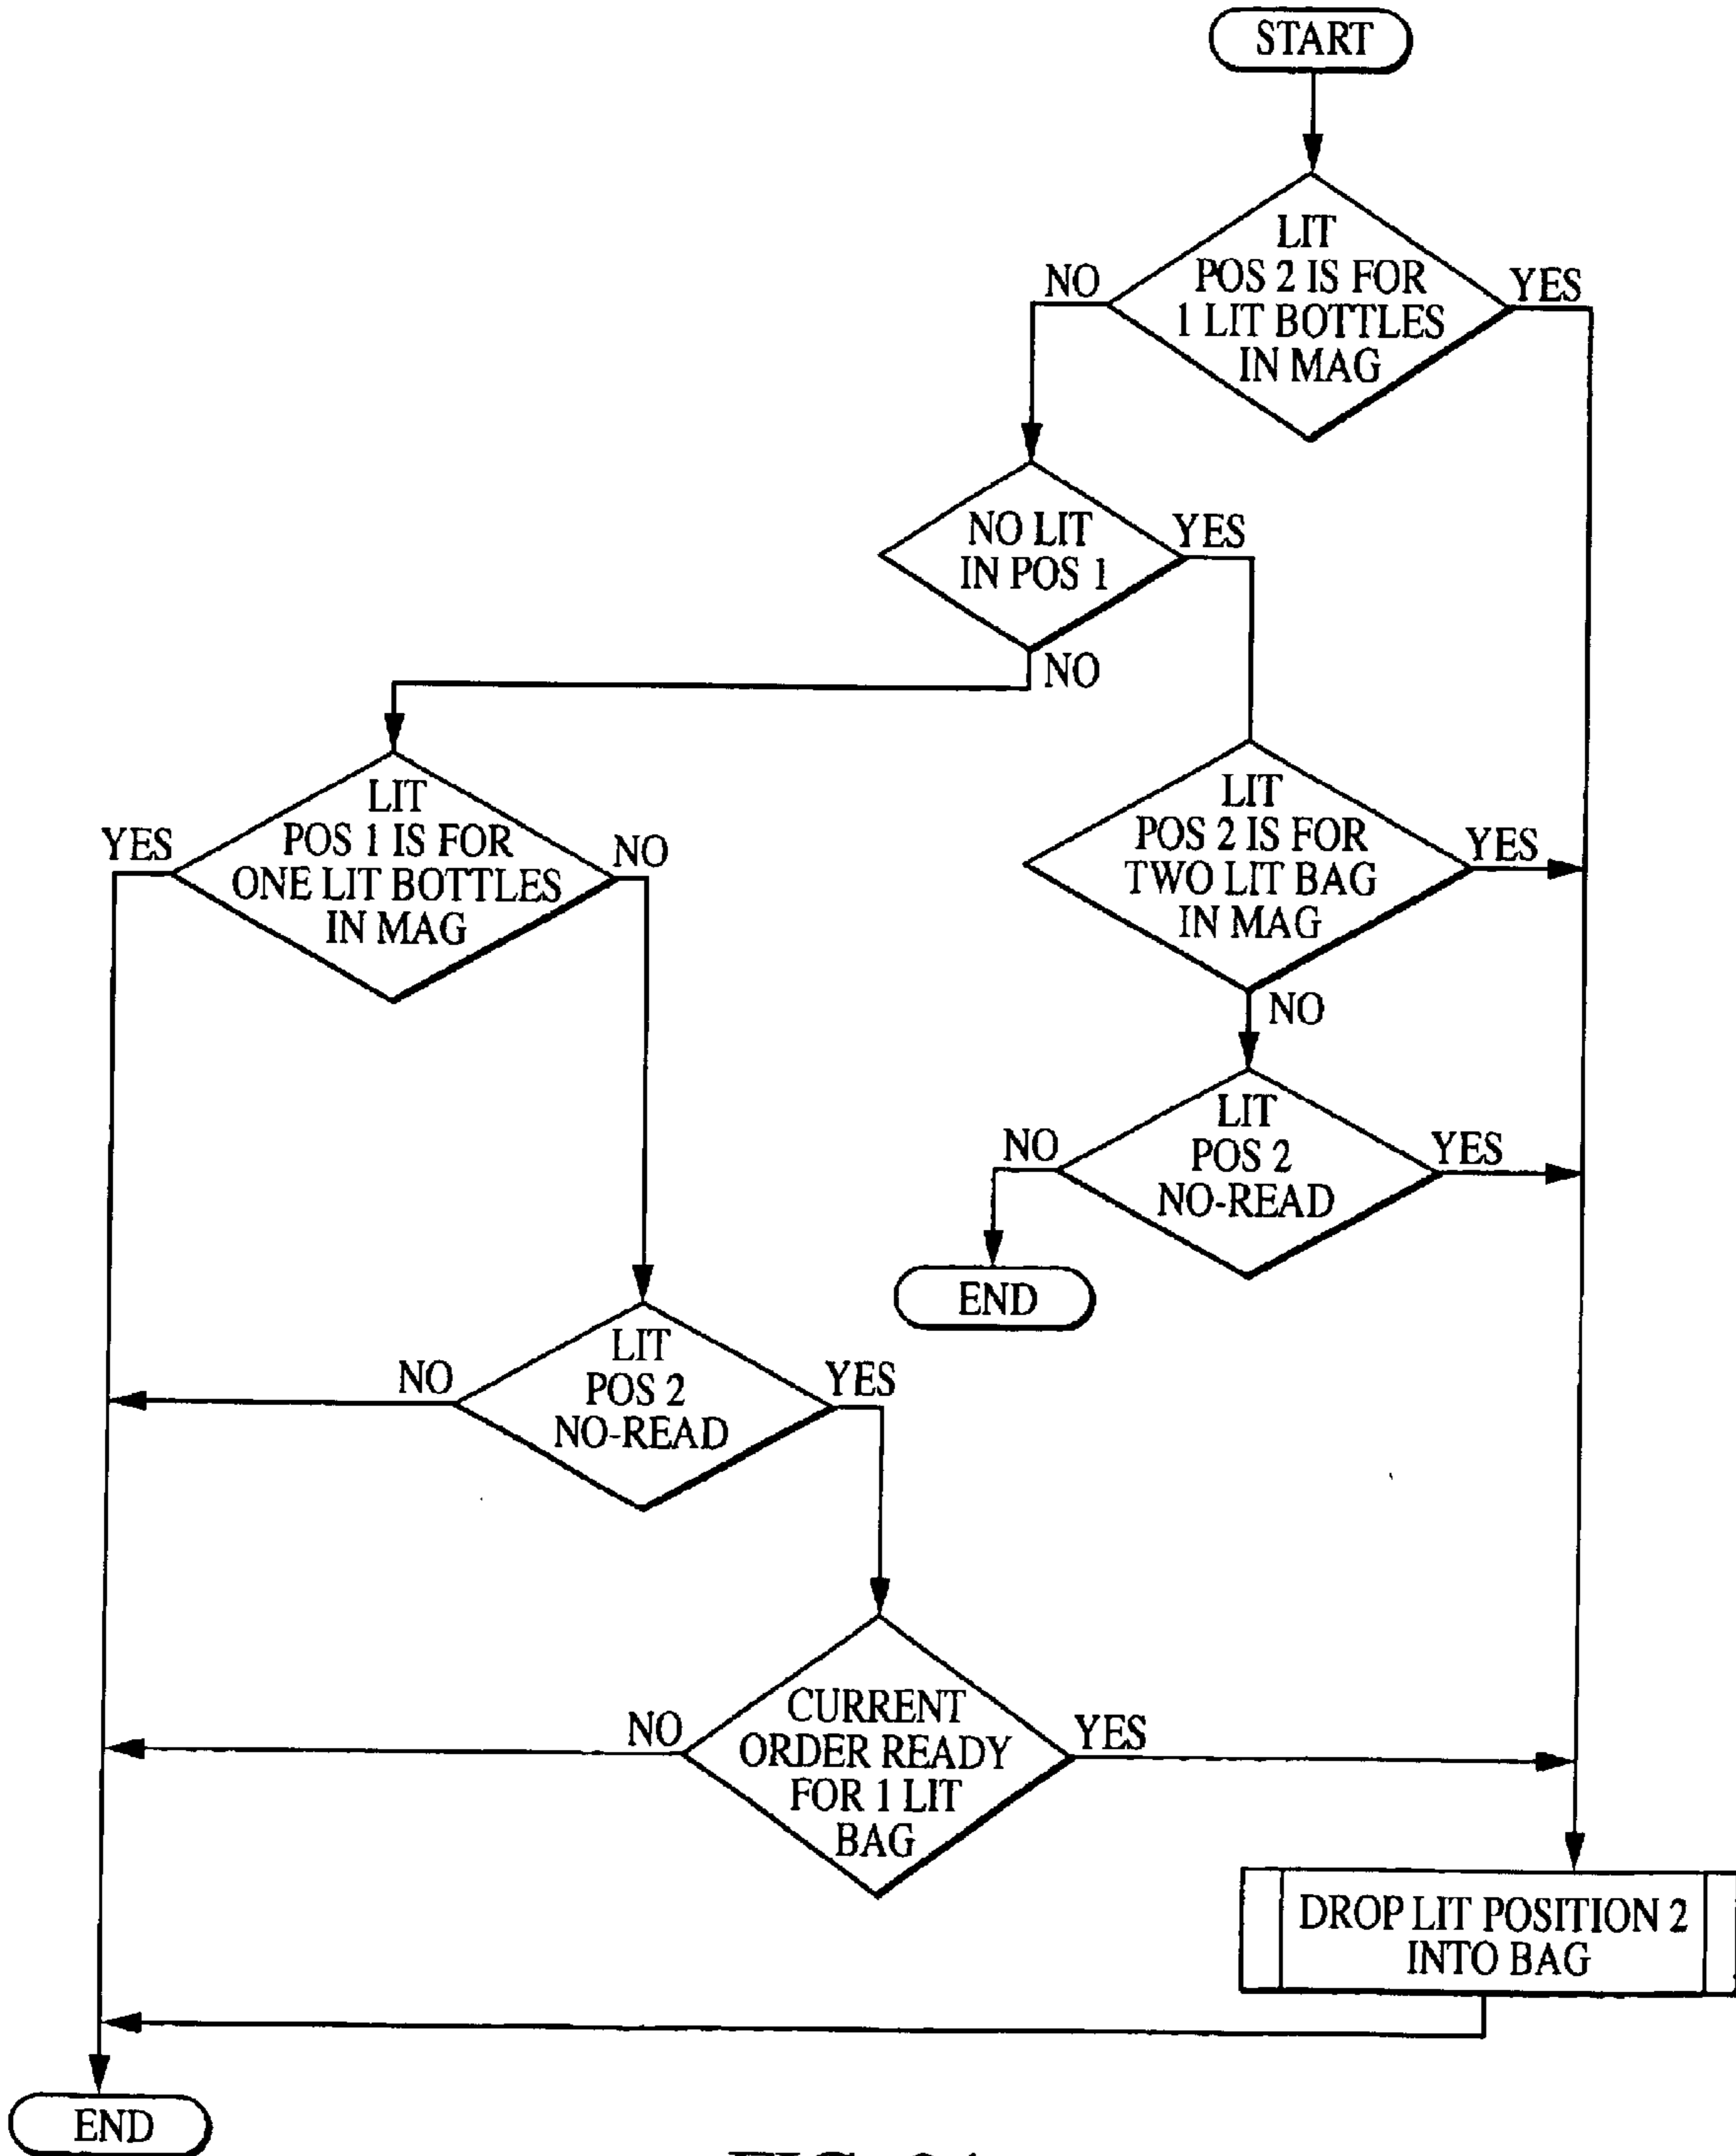 START
LIT
POS 2 IS FOR
1 LIT BOTTLES
IN MAG
NO
YES
NO LIT
IN POS 1
YES
NO
LIT
POS 1 IS FOR
ONE LIT BOTTLES
IN MAG
YES
NO
LIT
POS 2 IS FOR
TWO LIT BAG
IN MAG
YES
NO
LIT
POS 2
NO-READ
NO
YES
END
LIT
POS 2
NO-READ
NO
YES
CURRENT
ORDER READY
FOR 1 LIT
BAG
NO
YES
DROP LIT POSITION 2
INTO BAG
END